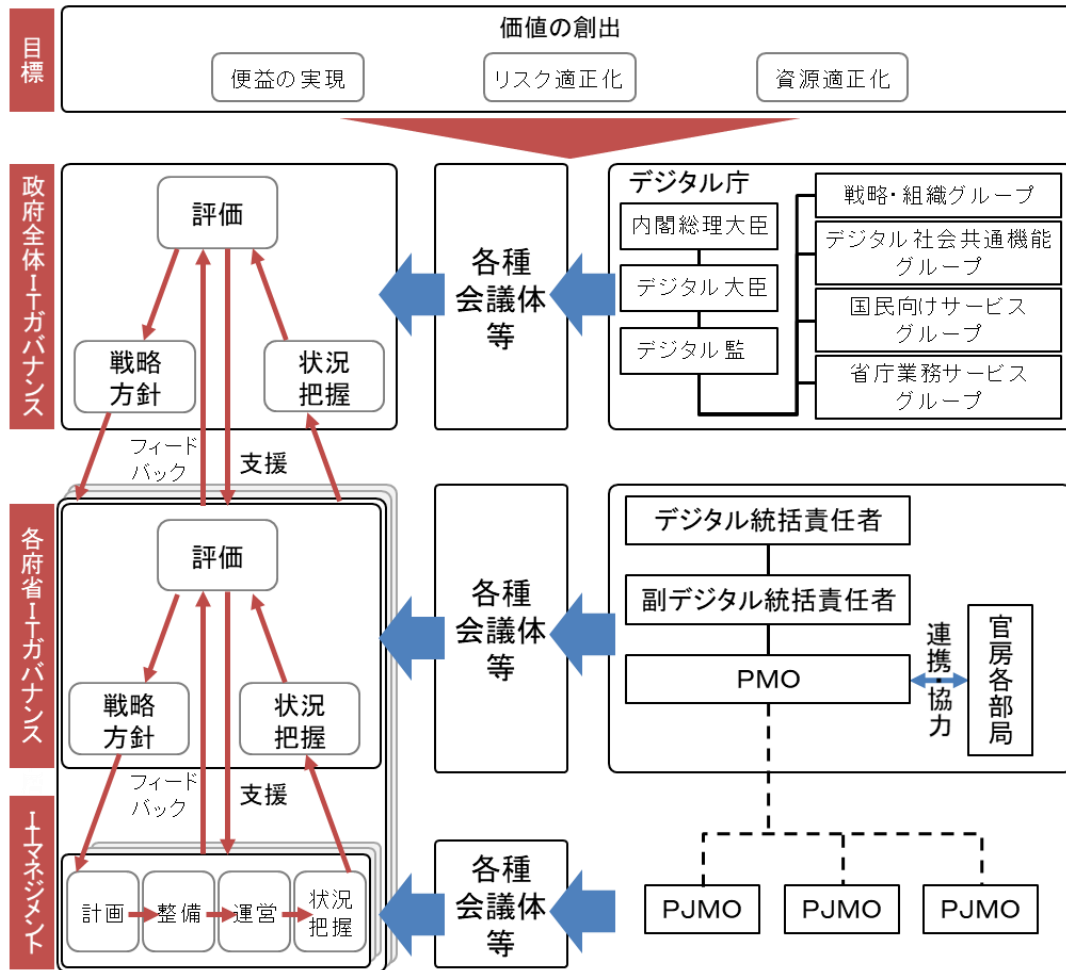 目標
価値の創出
便益の実現
リスク適正化
資源適正化
政府全体ITガバナンス
評価
戦略
方針
状況
把握
各種
会議体
等
デジタル庁
内閣総理大臣
デジタル大臣
デジタル監
戦略・組織グループ
デジタル社会共通機能
グループ
国民向けサービス
グループ
省庁業務サービス
グループ
フィード
バック
支援
各府省ITガバナンス
評価
戦略
方針
状況
把握
各種
会議体
等
デジタル統括責任者
副デジタル統括責任者
PMO
連携・協力
官房各部局
フィード
バック
支援
ITマネジメント
計画
整備
運営
状況
把握
各種
会議体
等
PJMO
PJMO
PJMO